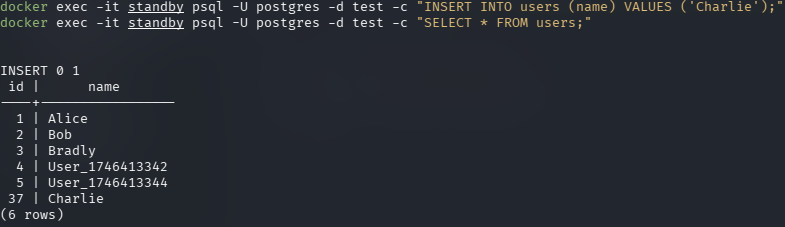 docker exec -it standby psql -U postgres -d test -c "INSERT INTO users (name) VALUES ('Charlie');"
docker exec -it standby psql -U postgres -d test -c "SELECT * FROM users;"
INSERT 0 1
 id |      name
----+-----------------
  1 | Alice
  2 | Bob
  3 | Bradly
  4 | User_1746413342
  5 | User_1746413344
 37 | Charlie
(6 rows)